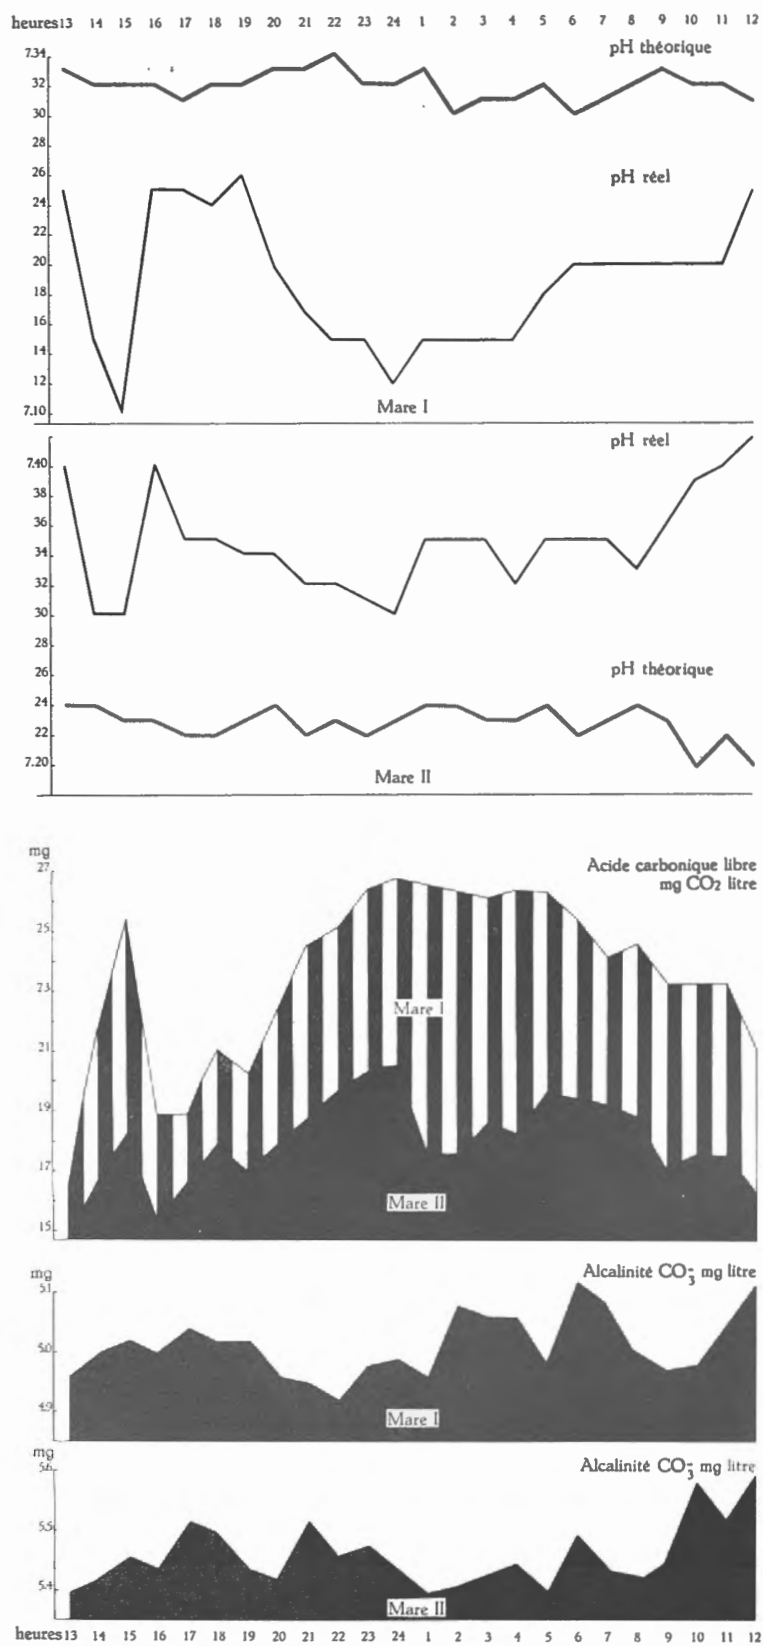 heures 13 14 15 16 17 18 19 20 21 22 23 24 1 2 3 4 5 6 7 8 9 10 11 12
pH théorique
7.34
32
30
28
26
pH réel
24
22
20
18
16
14
12
7.10
Mare I
pH réel
7.40
38
36
34
32
30
28
26
pH théorique
24
22
7.20
Mare II
mg
27
Acide carbonique libre
mg CO₂ litre
25
23
Mare I
21
19
17
Mare II
15
mg
Alcalinité CO₃⁻ mg litre
5.1
5.0
4.9
Mare I
mg
Alcalinité CO₃⁻ mg litre
5.6
5.5
5.4
Mare II
heures 13 14 15 16 17 18 19 20 21 22 23 24 1 2 3 4 5 6 7 8 9 10 11 12